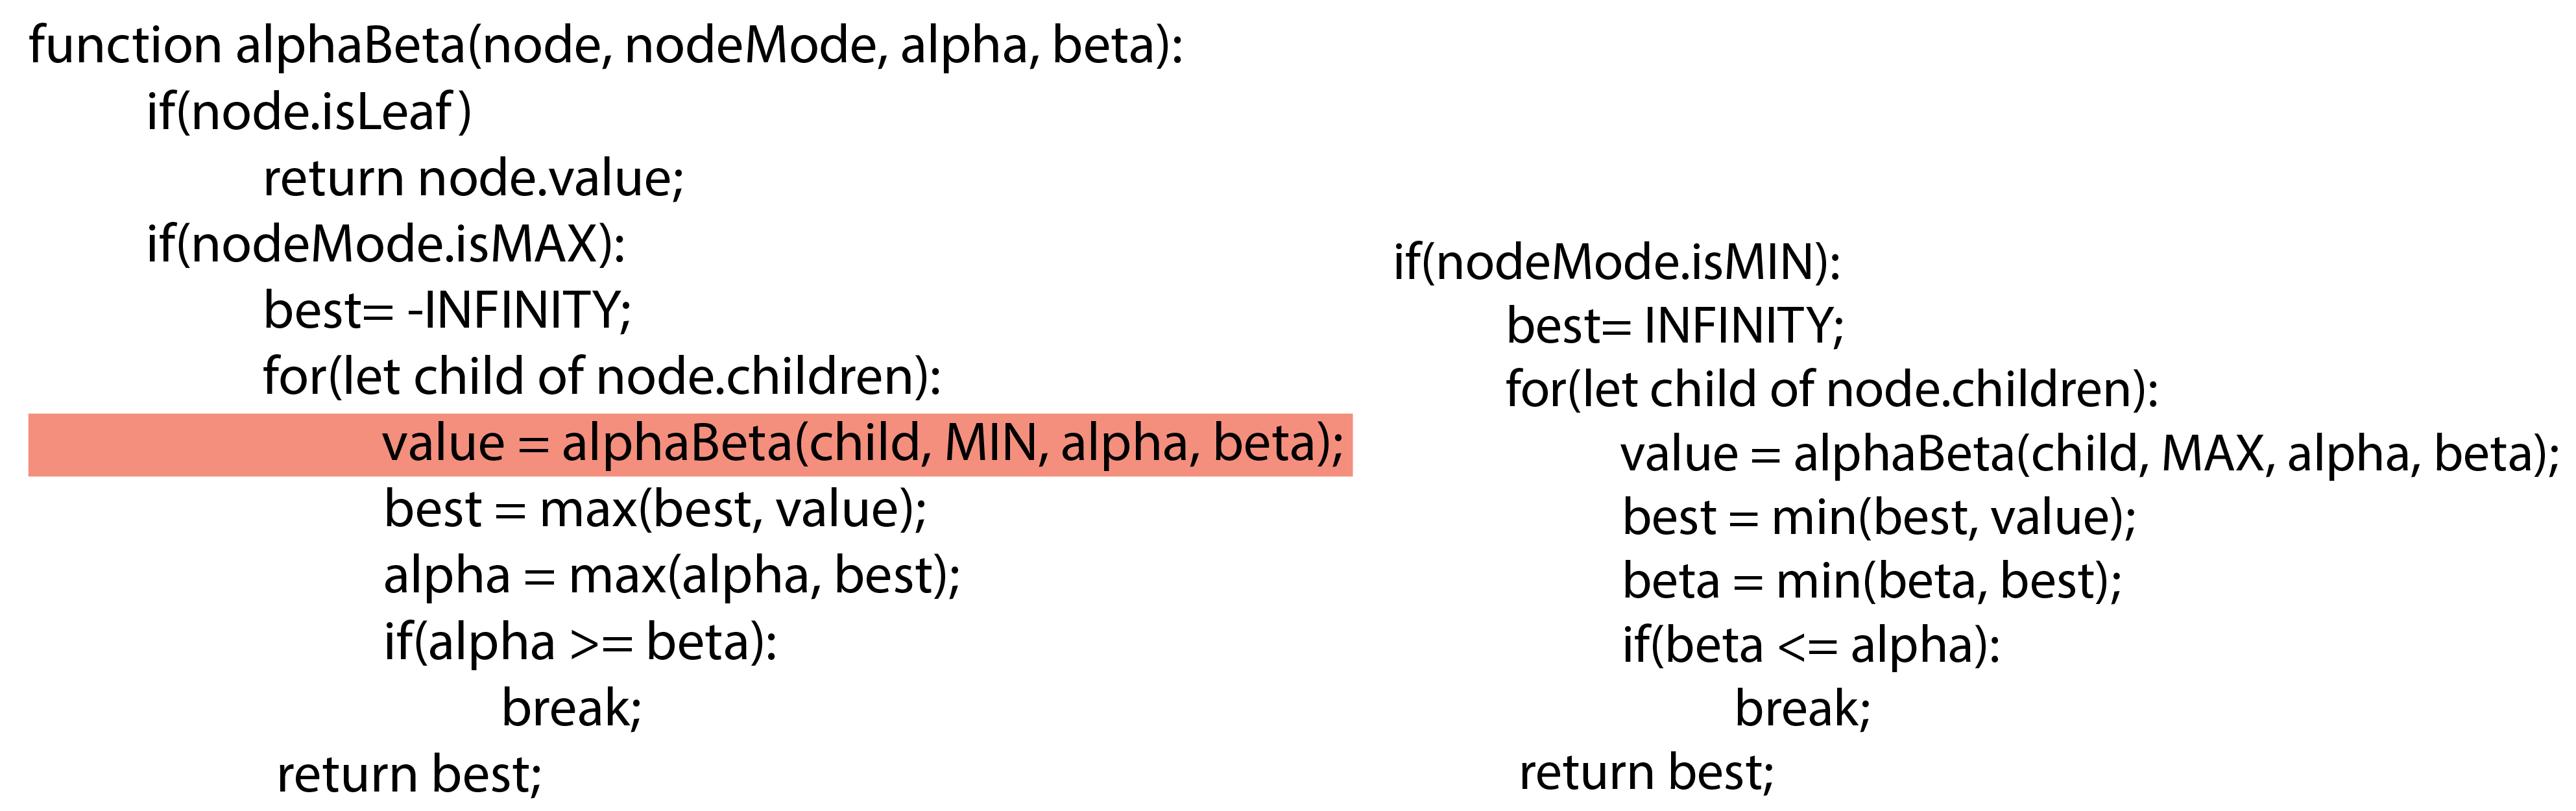 function alphaBeta(node, nodeMode, alpha, beta):
if(node.isLeaf)
return node.value;
if(nodeMode.isMAX):
best= -INFINITY;
for(let child of node.children):
value = alphaBeta(child, MIN, alpha, beta);
best = max(best, value);
alpha = max(alpha, best);
if(alpha >= beta):
break;
return best;
if(nodeMode.isMIN):
best= INFINITY;
for(let child of node.children):
value = alphaBeta(child, MAX, alpha, beta);
best = min(best, value);
beta = min(beta, best);
if(beta <= alpha):
break;
return best;